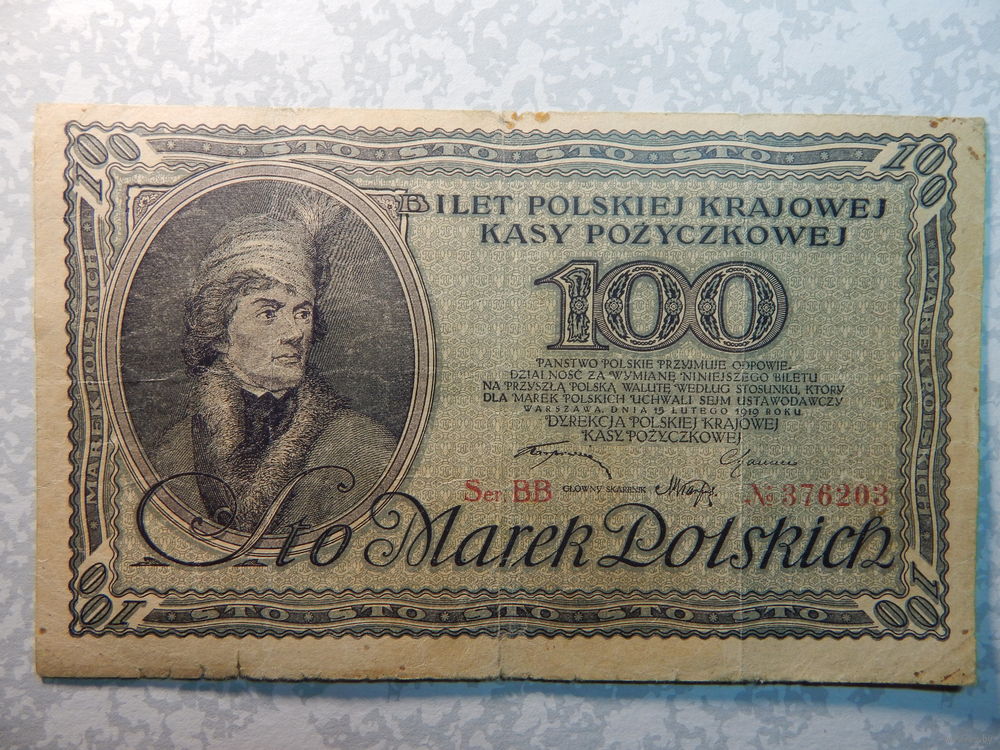 100 STO STO STO STO STO 100
MAREK POLSKICH
MAREK POLSKICH
BILET POLSKIEJ KRAJOWEJ
KASY POŻYCZKOWEJ
100
PAŃSTWO POLSKIE PRZYJMUJE ODPOWIE-
DZIALNOŚĆ ZA WYMIANĘ NINIEJSZEGO BILETU
NA PRZYSZŁĄ POLSKĄ WALUTĘ WEDŁUG STOSUNKU, KTÓRY
DLA MAREK POLSKICH UCHWALI SEJM USTAWODAWCZY
WARSZAWA, DNIA 15 LUTEGO 1919 ROKU.
DYREKCJA POLSKIEJ KRAJOWEJ
KASY POŻYCZKOWEJ
Ser. BB GŁÓWNY SKARBNIK № 376203
Sto Marek Polskich
100 STO STO STO STO STO 100